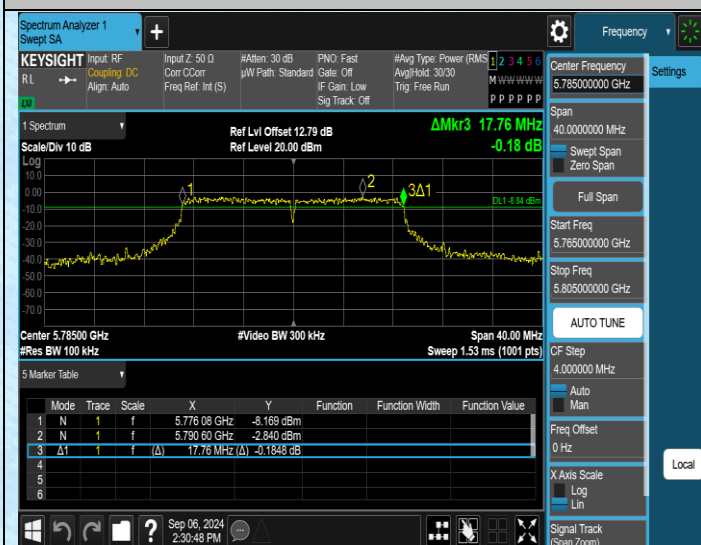 Spectrum Analyzer 1
Swept SA
Frequency
KEYSIGHT
Input: RF
Input Z: 50 Ω
#Atten: 30 dB
PNO: Fast
#Avg Type: Power (RMS
1 2 3 4 5 6
RL
Coupling: DC
Corr CCorr
µW Path: Standard
Gate: Off
Avg|Hold: 30/30
M W W W W W
Align: Auto
Freq Ref: Int (S)
IF Gain: Low
Trig: Free Run
Sig Track: Off
P P P P P P
1 Spectrum
Ref Lvl Offset 12.79 dB
ΔMkr3 17.76 MHz
Scale/Div 10 dB
Ref Level 20.00 dBm
-0.18 dB
Log
10.0
0.00
-10.0
-20.0
-30.0
-40.0
-50.0
-60.0
-70.0
1
2
3Δ1
DL1 -8.84 dBm
Center 5.78500 GHz
#Video BW 300 kHz
Span 40.00 MHz
#Res BW 100 kHz
Sweep 1.53 ms (1001 pts)
5 Marker Table
Mode Trace Scale X Y Function Function Width Function Value
1 N 1 f 5.776 08 GHz -8.169 dBm
2 N 1 f 5.790 60 GHz -2.840 dBm
3 Δ1 1 f (Δ) 17.76 MHz (Δ) -0.1848 dB
4
5
6
Sep 06, 2024
2:30:48 PM
Center Frequency
5.785000000 GHz
Settings
Span
40.0000000 MHz
Swept Span
Zero Span
Full Span
Start Freq
5.765000000 GHz
Stop Freq
5.805000000 GHz
AUTO TUNE
CF Step
4.000000 MHz
Auto
Man
Freq Offset
0 Hz
Local
X Axis Scale
Log
Lin
Signal Track
(Span Zoom)